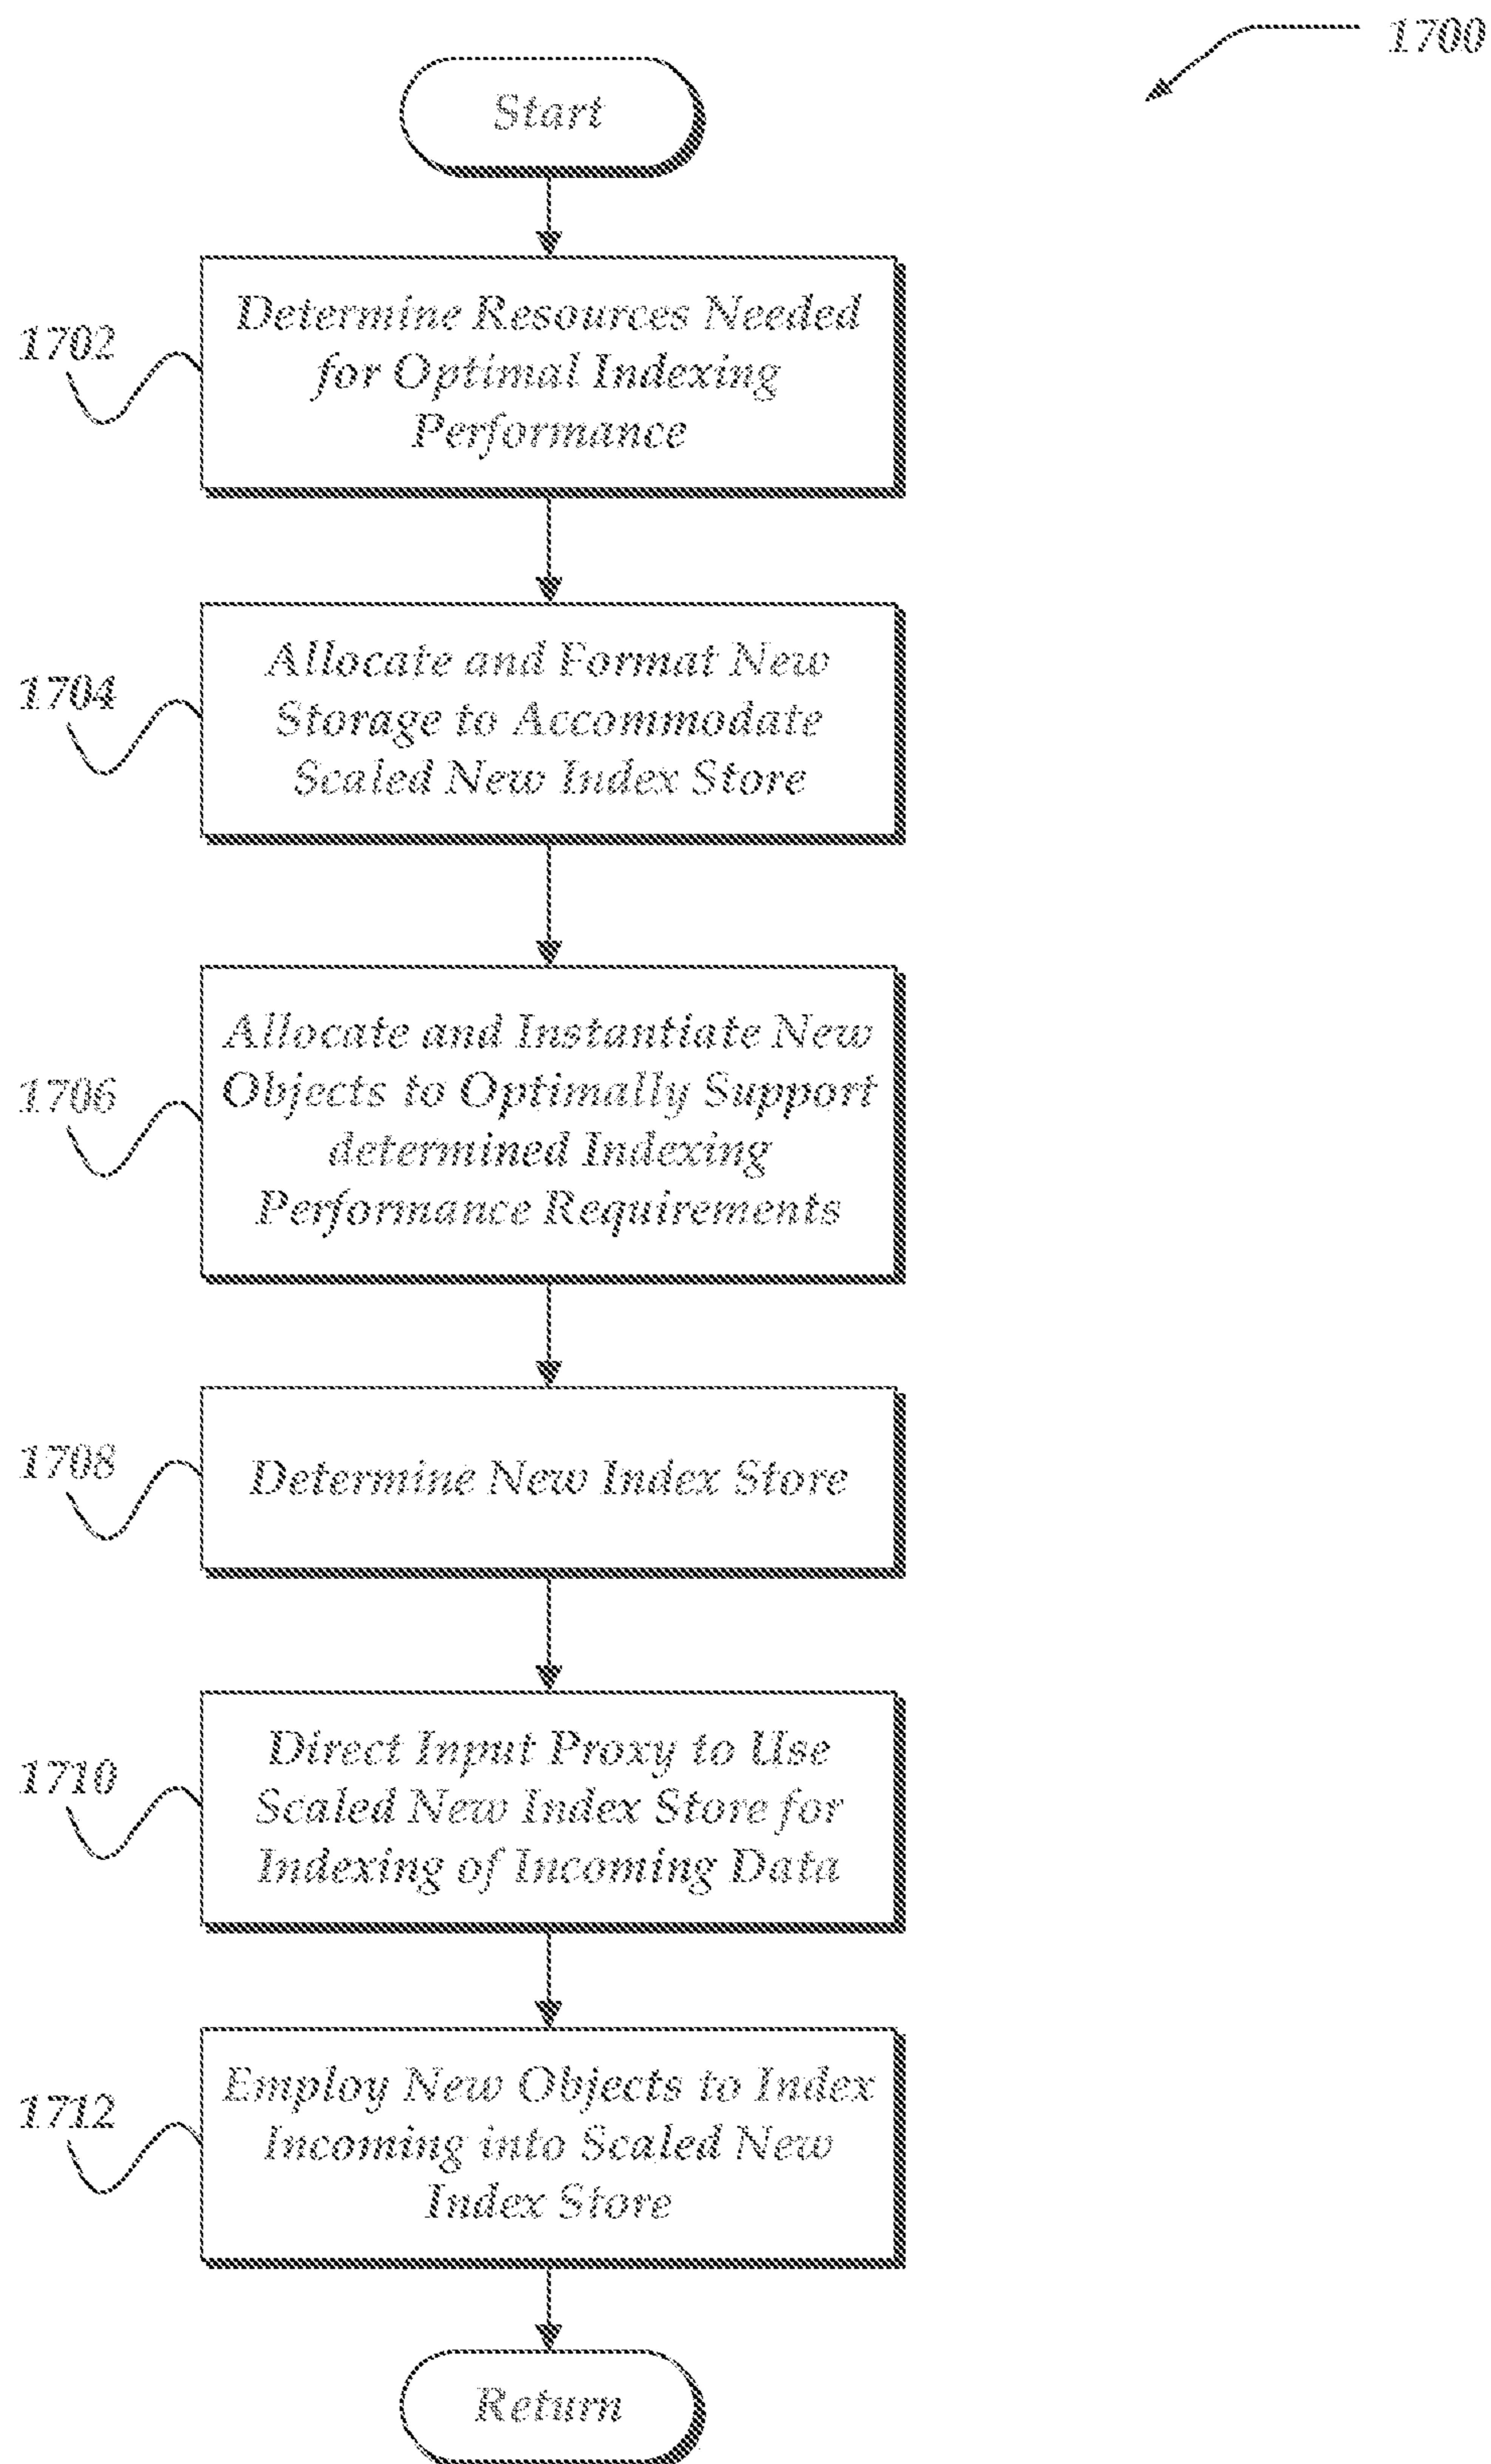 1700
Start
1702
Determine Resources Needed
for Optimal Indexing
Performance
1704
Allocate and Format New
Storage to Accommodate
Scaled New Index Store
1706
Allocate and Instantiate New
Objects to Optimally Support
determined Indexing
Performance Requirements
1708
Determine New Index Store
1710
Direct Input Proxy to Use
Scaled New Index Store for
Indexing of Incoming Data
1712
Employ New Objects to Index
Incoming into Scaled New
Index Store
Return